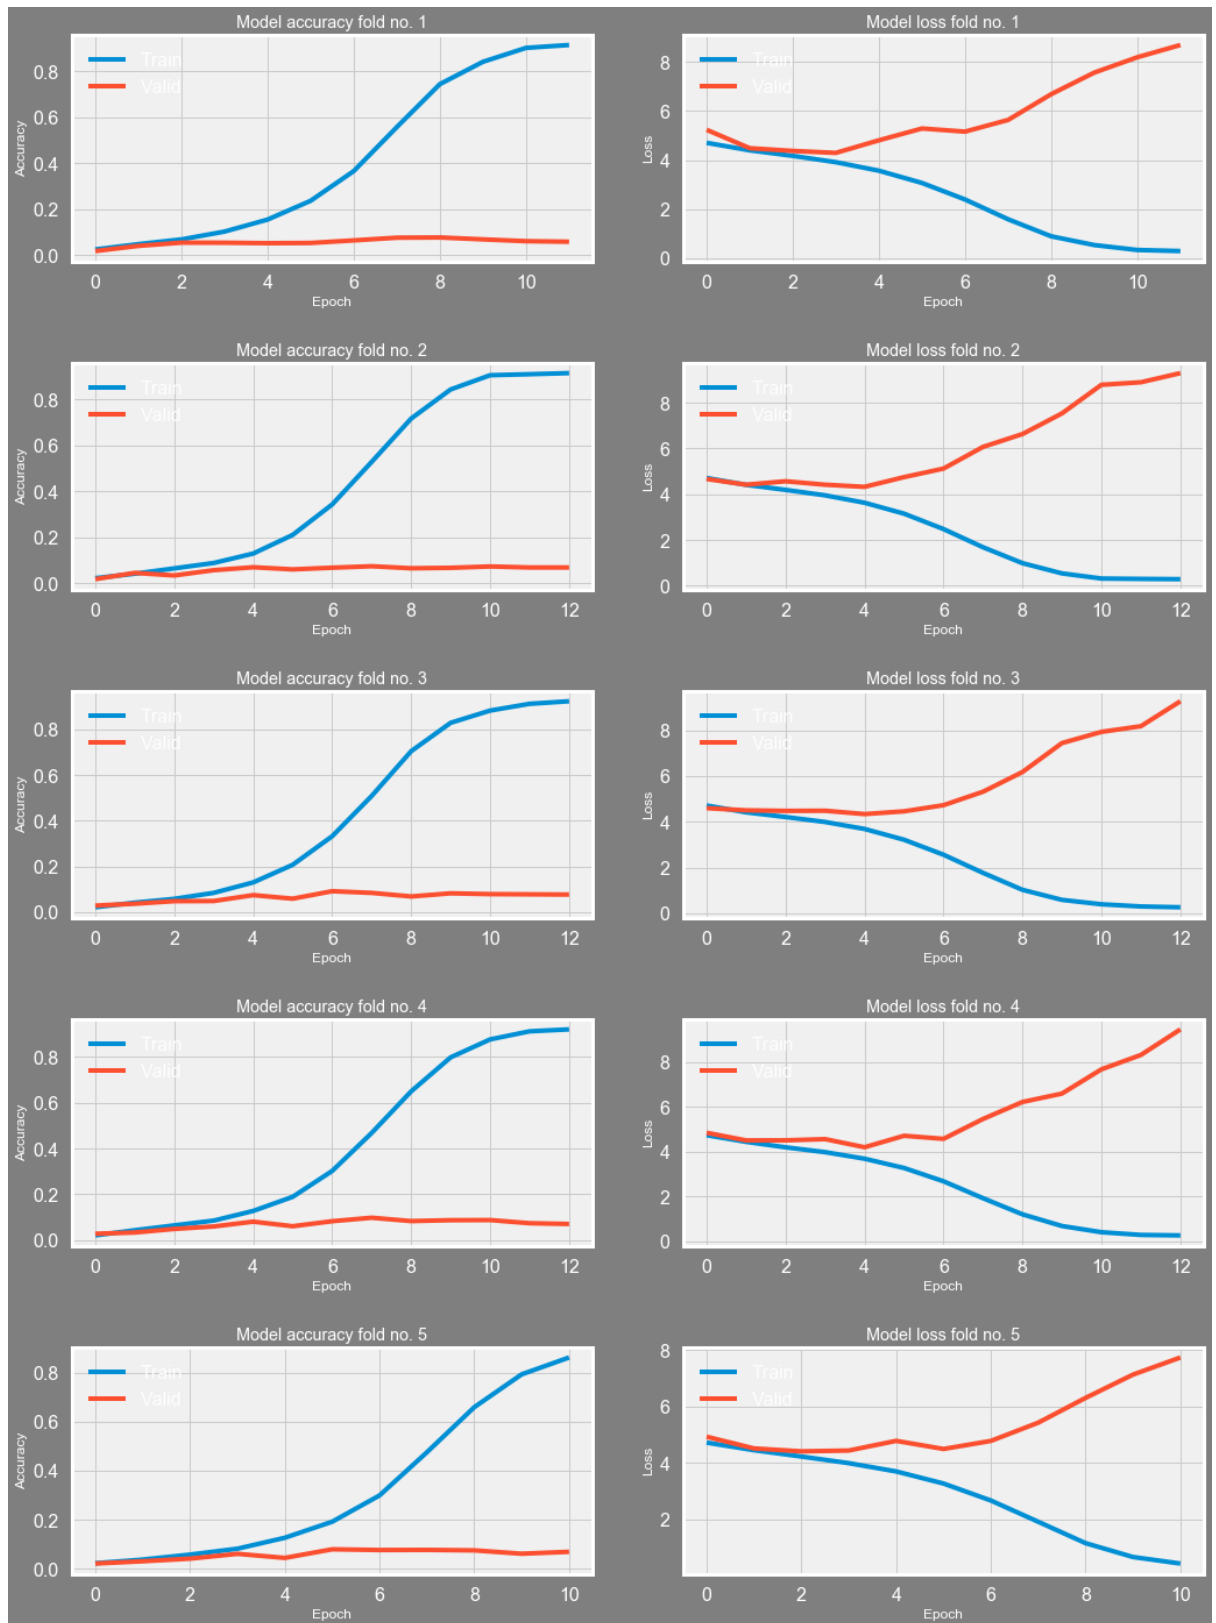 Model accuracy fold no. 1
Train
Valid
Accuracy
0.8
0.6
0.4
0.2
0.0
0 2 4 6 8 10
Epoch
Model loss fold no. 1
Train
Valid
Loss
8
6
4
2
0
0 2 4 6 8 10
Epoch
Model accuracy fold no. 2
Train
Valid
Accuracy
0.8
0.6
0.4
0.2
0.0
0 2 4 6 8 10 12
Epoch
Model loss fold no. 2
Train
Valid
Loss
8
6
4
2
0
0 2 4 6 8 10 12
Epoch
Model accuracy fold no. 3
Train
Valid
Accuracy
0.8
0.6
0.4
0.2
0.0
0 2 4 6 8 10 12
Epoch
Model loss fold no. 3
Train
Valid
Loss
8
6
4
2
0
0 2 4 6 8 10 12
Epoch
Model accuracy fold no. 4
Train
Valid
Accuracy
0.8
0.6
0.4
0.2
0.0
0 2 4 6 8 10 12
Epoch
Model loss fold no. 4
Train
Valid
Loss
8
6
4
2
0
0 2 4 6 8 10 12
Epoch
Model accuracy fold no. 5
Train
Valid
Accuracy
0.8
0.6
0.4
0.2
0.0
0 2 4 6 8 10
Epoch
Model loss fold no. 5
Train
Valid
Loss
8
6
4
2
0 2 4 6 8 10
Epoch